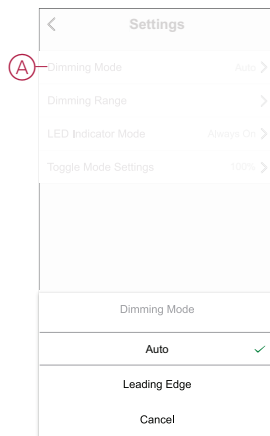 Settings
A
Dimming Mode Auto
Dimming Range
LED Indicator Mode Always On
Toggle Mode Settings 100%
Dimming Mode
Auto
Leading Edge
Cancel